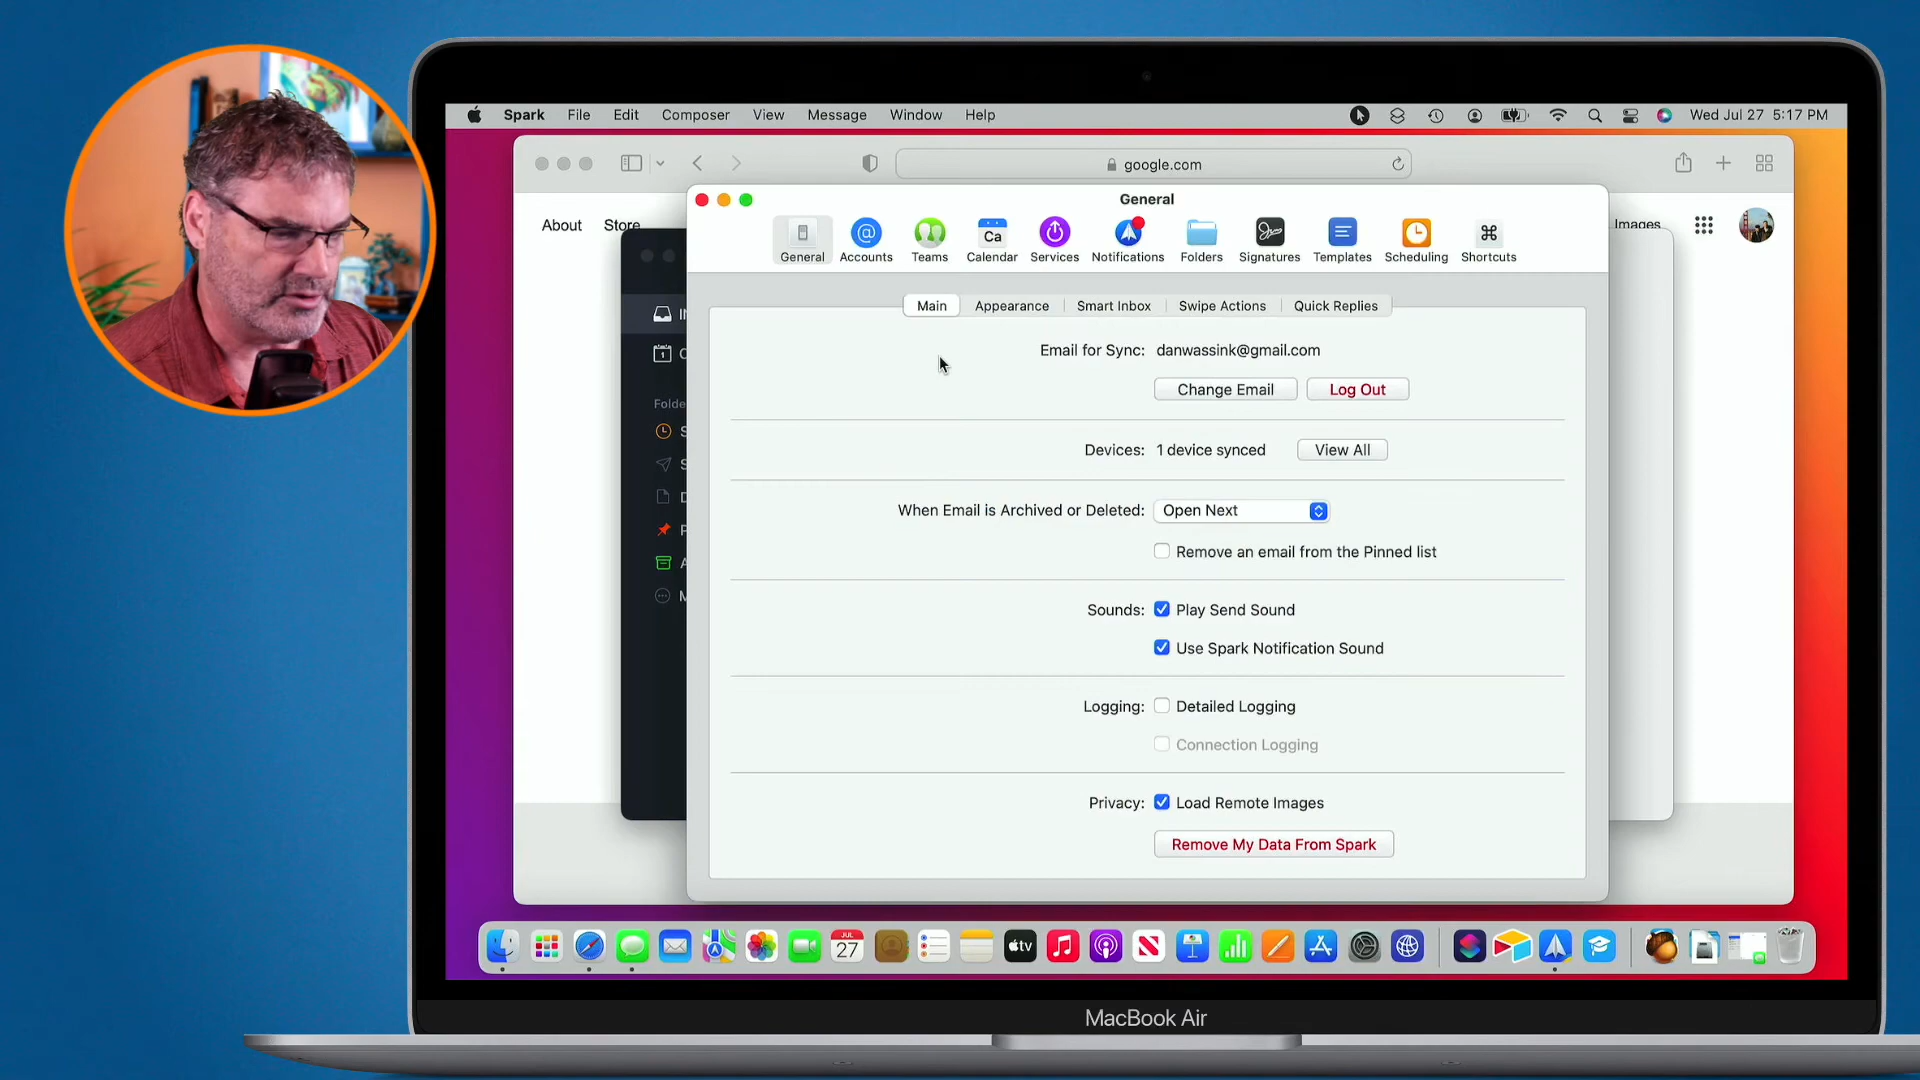 Spark File Edit Composer View Message Window Help Wed Jul 27 5:17 PM
google.com
General
About Store Images
General Accounts Teams Calendar Services Notifications Folders Signatures Templates Scheduling Shortcuts
Ca
Main Appearance Smart Inbox Swipe Actions Quick Replies
Email for Sync: danwassink@gmail.com
Change Email Log Out
Folde
Devices: 1 device synced View All
When Email is Archived or Deleted: Open Next
Remove an email from the Pinned list
Sounds: Play Send Sound
Use Spark Notification Sound
Logging: Detailed Logging
Connection Logging
Privacy: Load Remote Images
Remove My Data From Spark
JUL
27
tv
MacBook Air